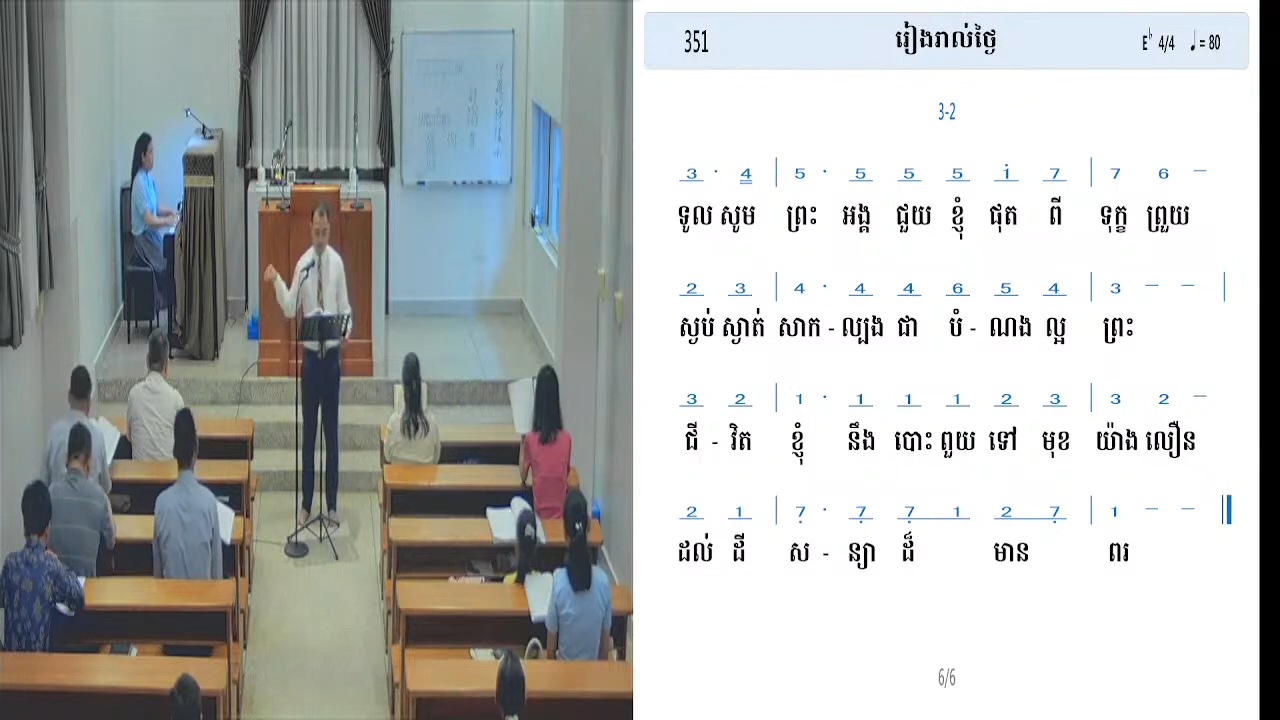 351 រៀងរាល់ថ្ងៃ E♭ 4/4 ♩= 80
3-2
3 · 4 | 5 · 5 5 5 i 7 | 7 6 –
ទូល សូម ព្រះ អង្គ ជួយ ខ្ញុំ ផុត ពី ទុក្ខ ព្រួយ
2 3 | 4 · 4 4 6 5 4 | 3 – – |
ស្ងប់ ស្ងាត់ សាក - ល្បង ជា បំ - ណង ល្អ ព្រះ
3 2 | 1 · 1 1 1 2 3 | 3 2 –
ជី - វិត ខ្ញុំ នឹង បោះ ពួយ ទៅ មុខ យ៉ាង លឿន
2 1 | 7 · 7 7 1 2 7 | 1 – – ‖
ដល់ ដី ស - ន្យា ដ៏ មាន ពរ
6/6